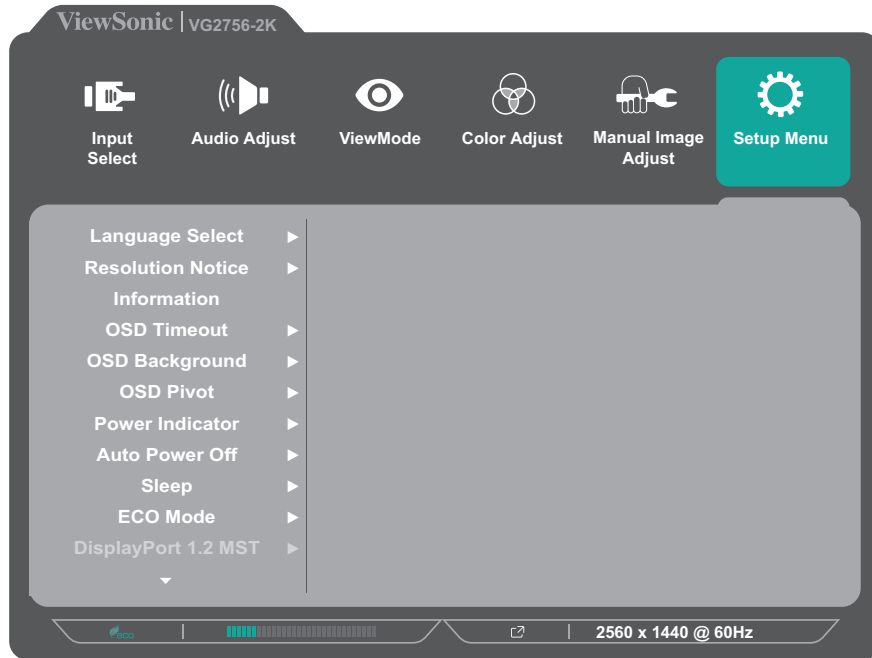 ViewSonic VG2756-2K
Input
Select
Audio Adjust
ViewMode
Color Adjust
Manual Image
Adjust
Setup Menu
Language Select
Resolution Notice
Information
OSD Timeout
OSD Background
OSD Pivot
Power Indicator
Auto Power Off
Sleep
ECO Mode
DisplayPort 1.2 MST
eco
2560 x 1440 @ 60Hz